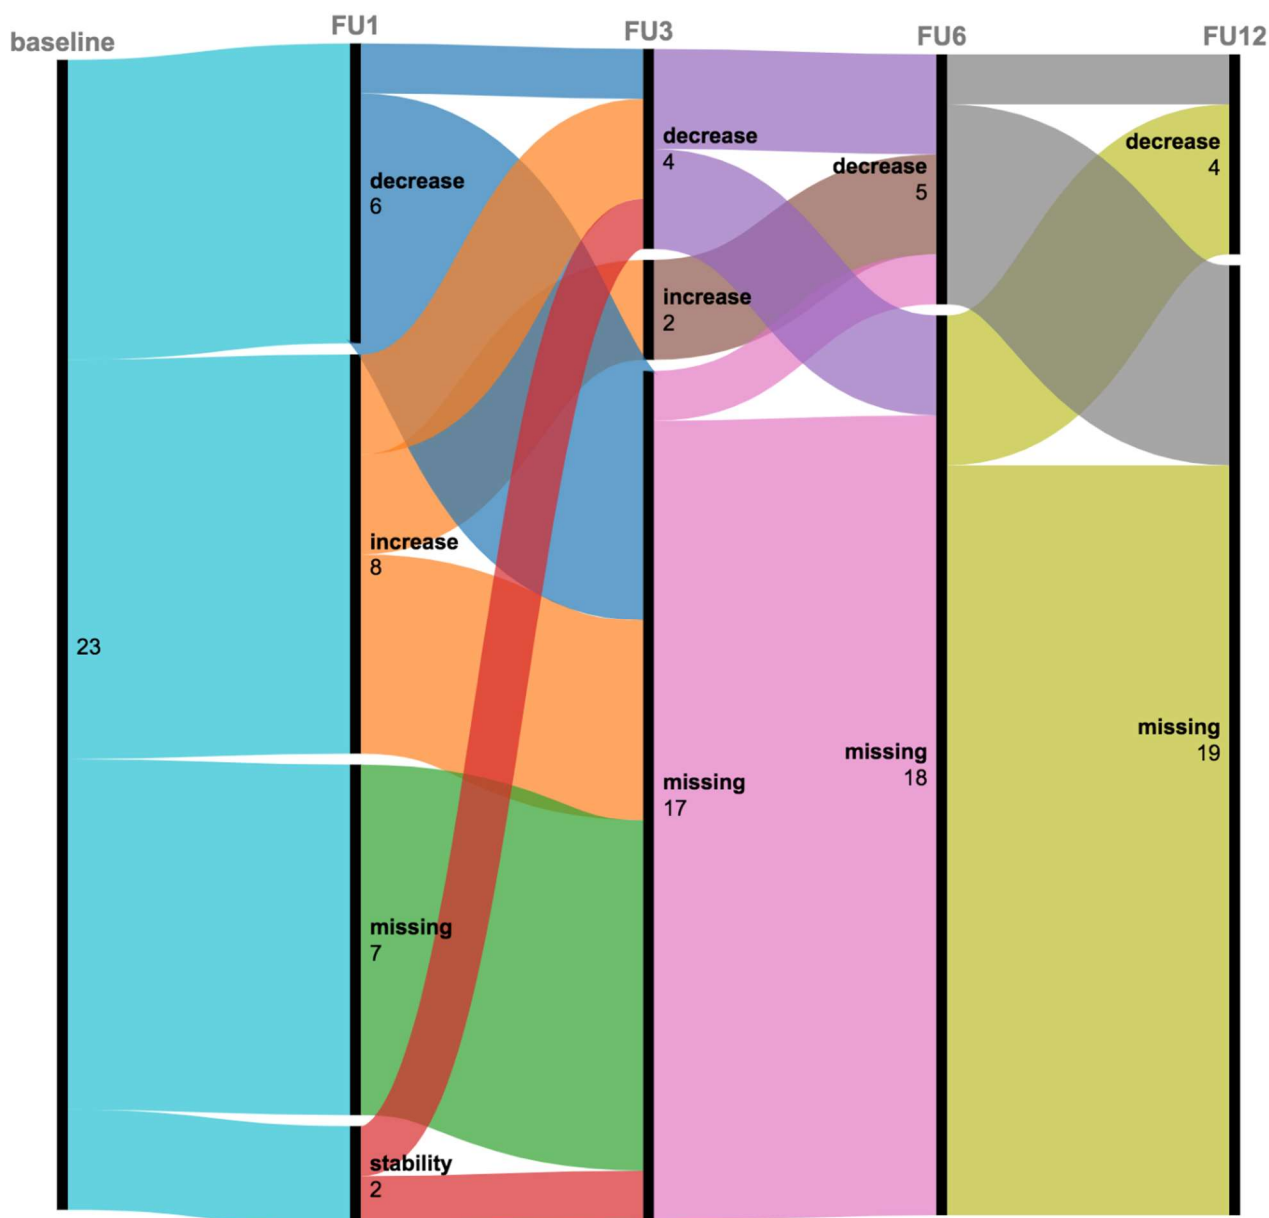 baseline
FU1
FU3
FU6
FU12
23
decrease
6
increase
8
missing
7
stability
2
decrease
4
increase
2
missing
17
decrease
5
missing
18
decrease
4
missing
19